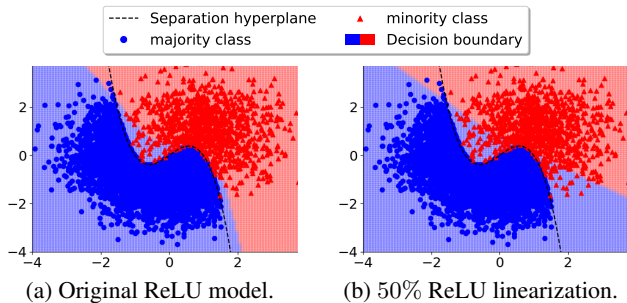 Separation hyperplane
minority class
majority class
Decision boundary
2
0
−2
−4
−4
−2
0
2
2
0
−2
−4
−4
−2
0
2
(a) Original ReLU model.
(b) 50% ReLU linearization.